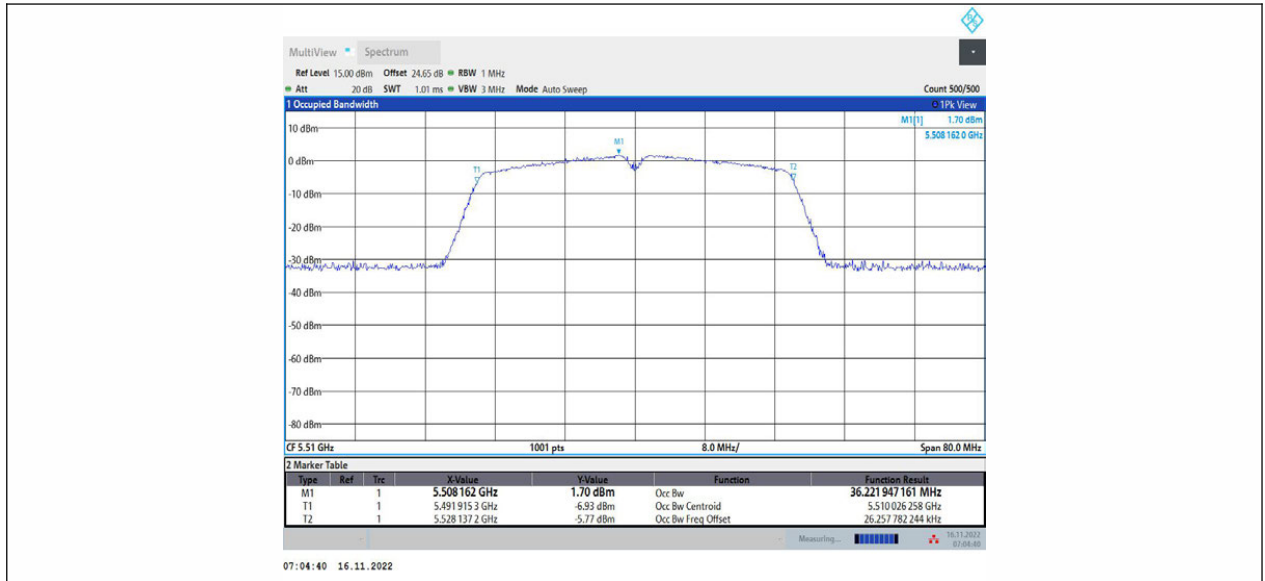 MultiView Spectrum
Ref Level 15.00 dBm Offset 24.65 dB RBW 1 MHz
Att 20 dB SWT 1.01 ms VBW 3 MHz Mode Auto Sweep Count 500/500
1 Occupied Bandwidth 1Pk View
M1[1] 1.70 dBm
5.508 162 0 GHz
10 dBm
M1
0 dBm
T1
T2
-10 dBm
-20 dBm
-30 dBm
-40 dBm
-50 dBm
-60 dBm
-70 dBm
-80 dBm
CF 5.51 GHz 1001 pts 8.0 MHz/ Span 80.0 MHz
2 Marker Table
Type Ref Trc X-Value Y-Value Function Function Result
M1 1 5.508 162 GHz 1.70 dBm Occ Bw 36.221 947 161 MHz
T1 1 5.491 915 3 GHz -6.93 dBm Occ Bw Centroid 5.510 026 258 GHz
T2 1 5.528 137 2 GHz -5.77 dBm Occ Bw Freq Offset 26.257 782 244 kHz
Measuring... 16.11.2022
07:04:40
07:04:40 16.11.2022